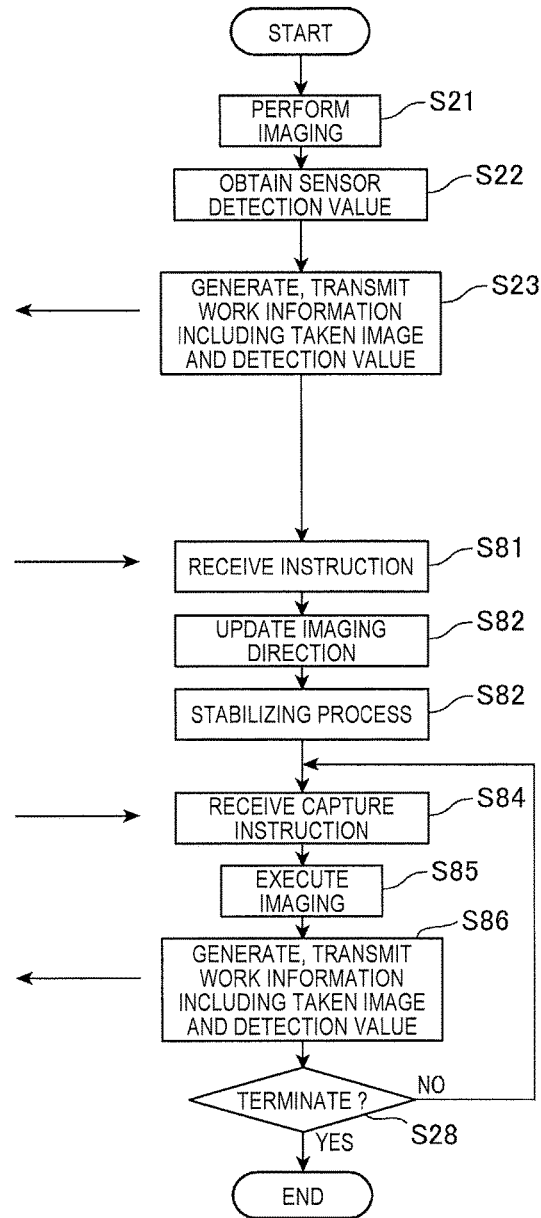 START
PERFORM
IMAGING
S21
OBTAIN SENSOR
DETECTION VALUE
S22
GENERATE, TRANSMIT
WORK INFORMATION
INCLUDING TAKEN IMAGE
AND DETECTION VALUE
S23
RECEIVE INSTRUCTION
S81
UPDATE IMAGING
DIRECTION
S82
STABILIZING PROCESS
S82
RECEIVE CAPTURE
INSTRUCTION
S84
EXECUTE
IMAGING
S85
GENERATE, TRANSMIT
WORK INFORMATION
INCLUDING TAKEN IMAGE
AND DETECTION VALUE
S86
TERMINATE ?
NO
S28
YES
END